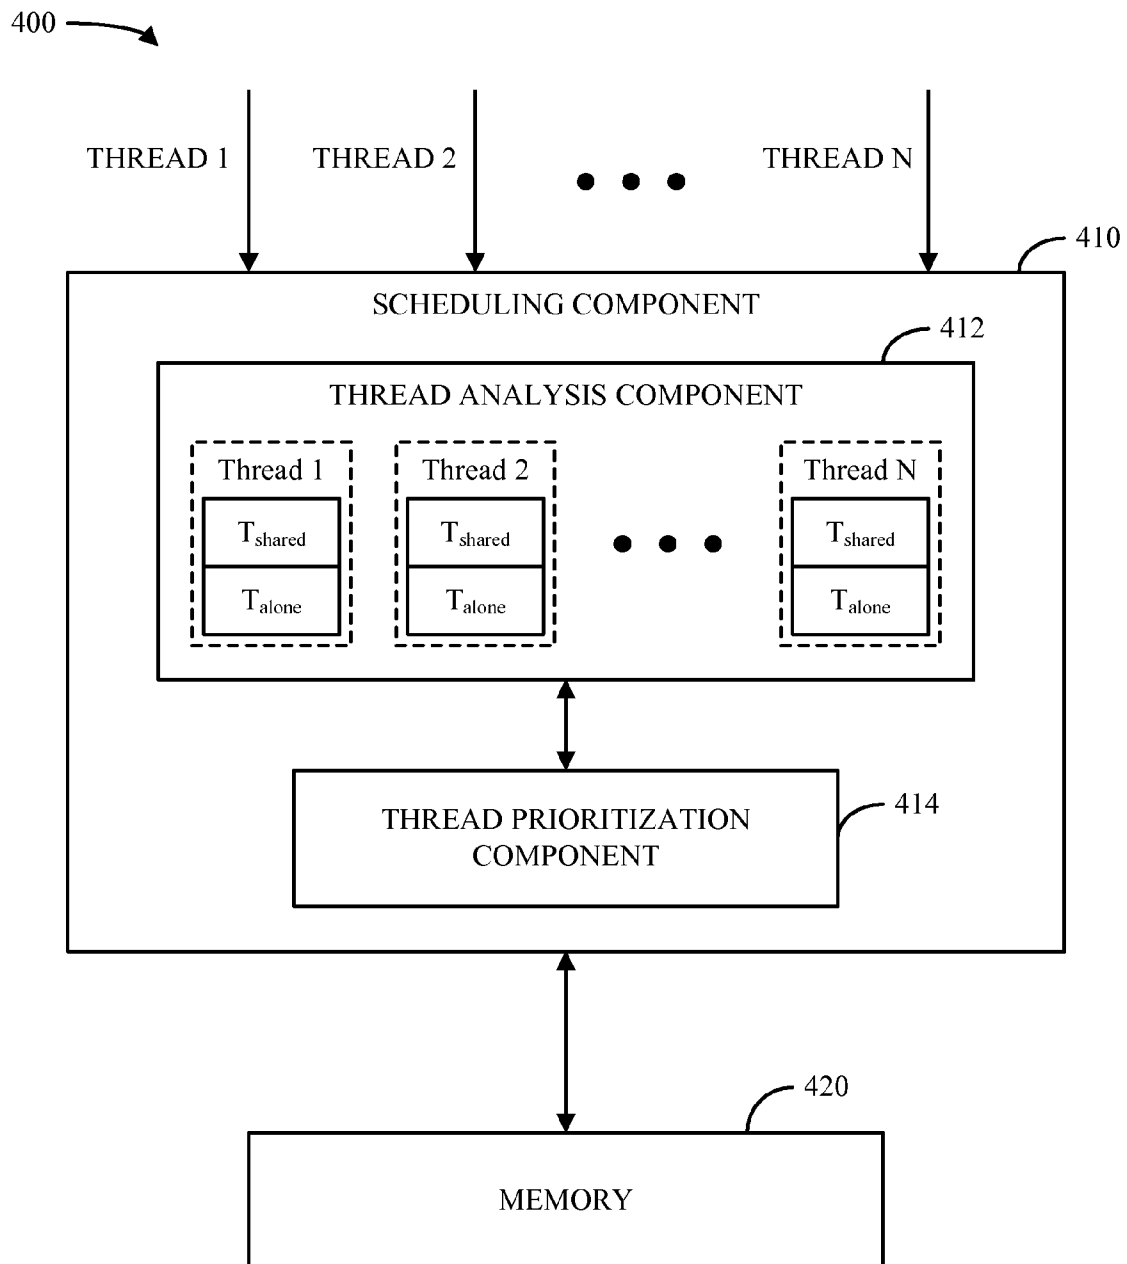 400
THREAD 1
THREAD 2
THREAD N
410
SCHEDULING COMPONENT
412
THREAD ANALYSIS COMPONENT
Thread 1
Thread 2
Thread N
Tshared
Tshared
Tshared
Talone
Talone
Talone
THREAD PRIORITIZATION
COMPONENT
414
420
MEMORY